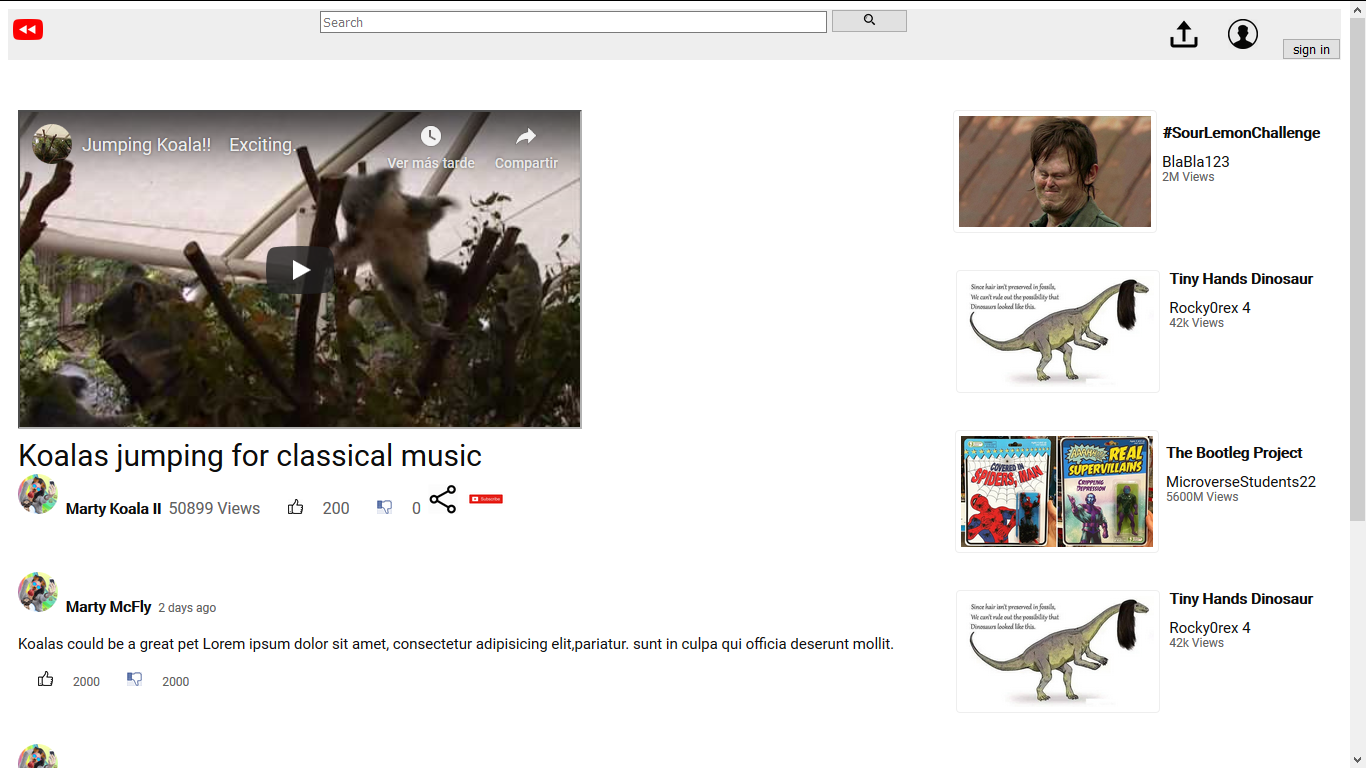 Search
sign in
Jumping Koala!! Exciting.
Ver más tarde
Compartir
Koalas jumping for classical music
Marty Koala II 50899 Views 200 0 Subscribe
Marty McFly 2 days ago
Koalas could be a great pet Lorem ipsum dolor sit amet, consectetur adipisicing elit,pariatur. sunt in culpa qui officia deserunt mollit.
2000 2000
#SourLemonChallenge
BlaBla123
2M Views
Since hair isn't preserved in fossils,
We can't rule out the possibility that
Dinosaurs looked like this.
Tiny Hands Dinosaur
Rocky0rex 4
42k Views
COVERED IN
SPIDERS, MAN
REAL
SUPERVILLAINS
CRIPPLING
DEPRESSION
The Bootleg Project
MicroverseStudents22
5600M Views
Since hair isn't preserved in fossils,
We can't rule out the possibility that
Dinosaurs looked like this.
Tiny Hands Dinosaur
Rocky0rex 4
42k Views